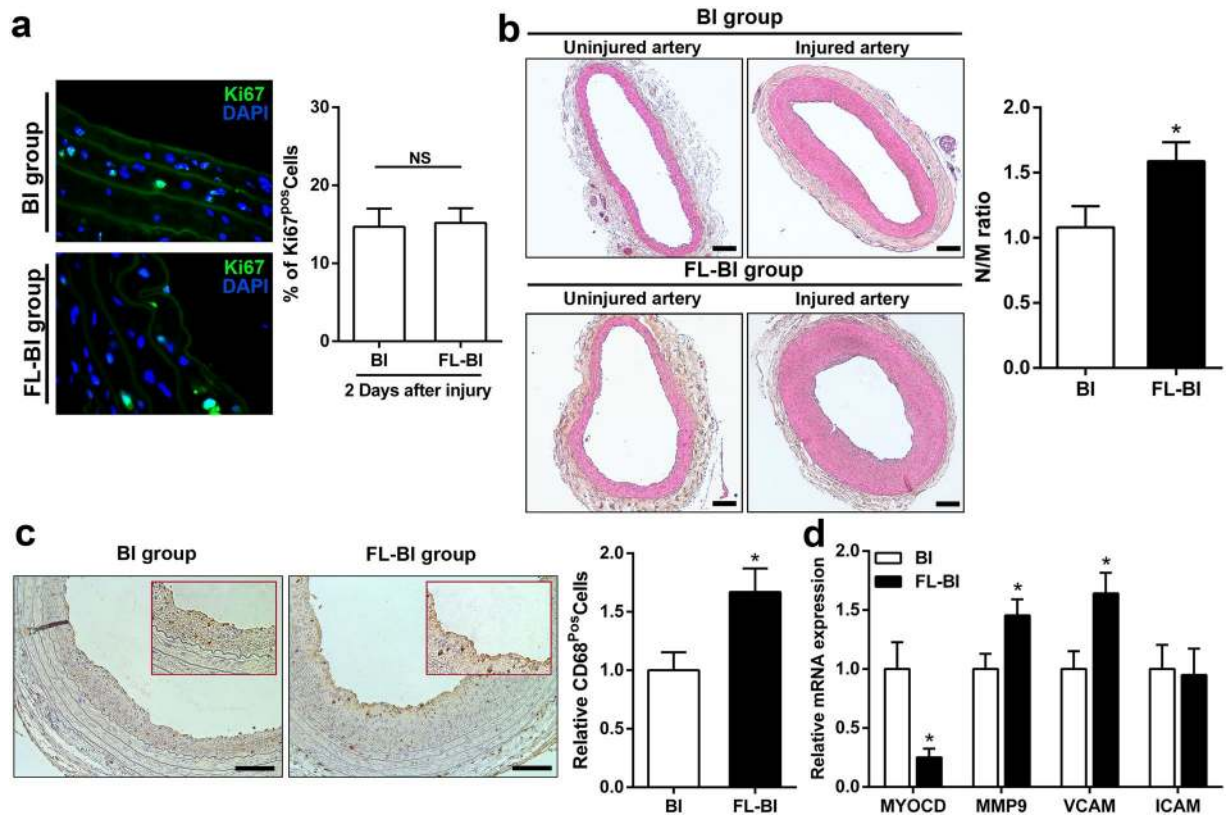 a
BI group
Ki67
DAPI
FL-BI group
Ki67
DAPI
% of Ki67posCells
30
20
10
0
NS
BI
FL-BI
2 Days after injury
b
BI group
Uninjured artery
Injured artery
FL-BI group
Uninjured artery
Injured artery
N/M ratio
2.0
1.5
1.0
0.5
0.0
*
BI
FL-BI
c
BI group
FL-BI group
Relative CD68PosCells
2.0
1.5
1.0
0.5
0.0
*
BI
FL-BI
d
Relative mRNA expression
2.0
1.5
1.0
0.5
0.0
BI
FL-BI
*
*
*
MYOCD
MMP9
VCAM
ICAM